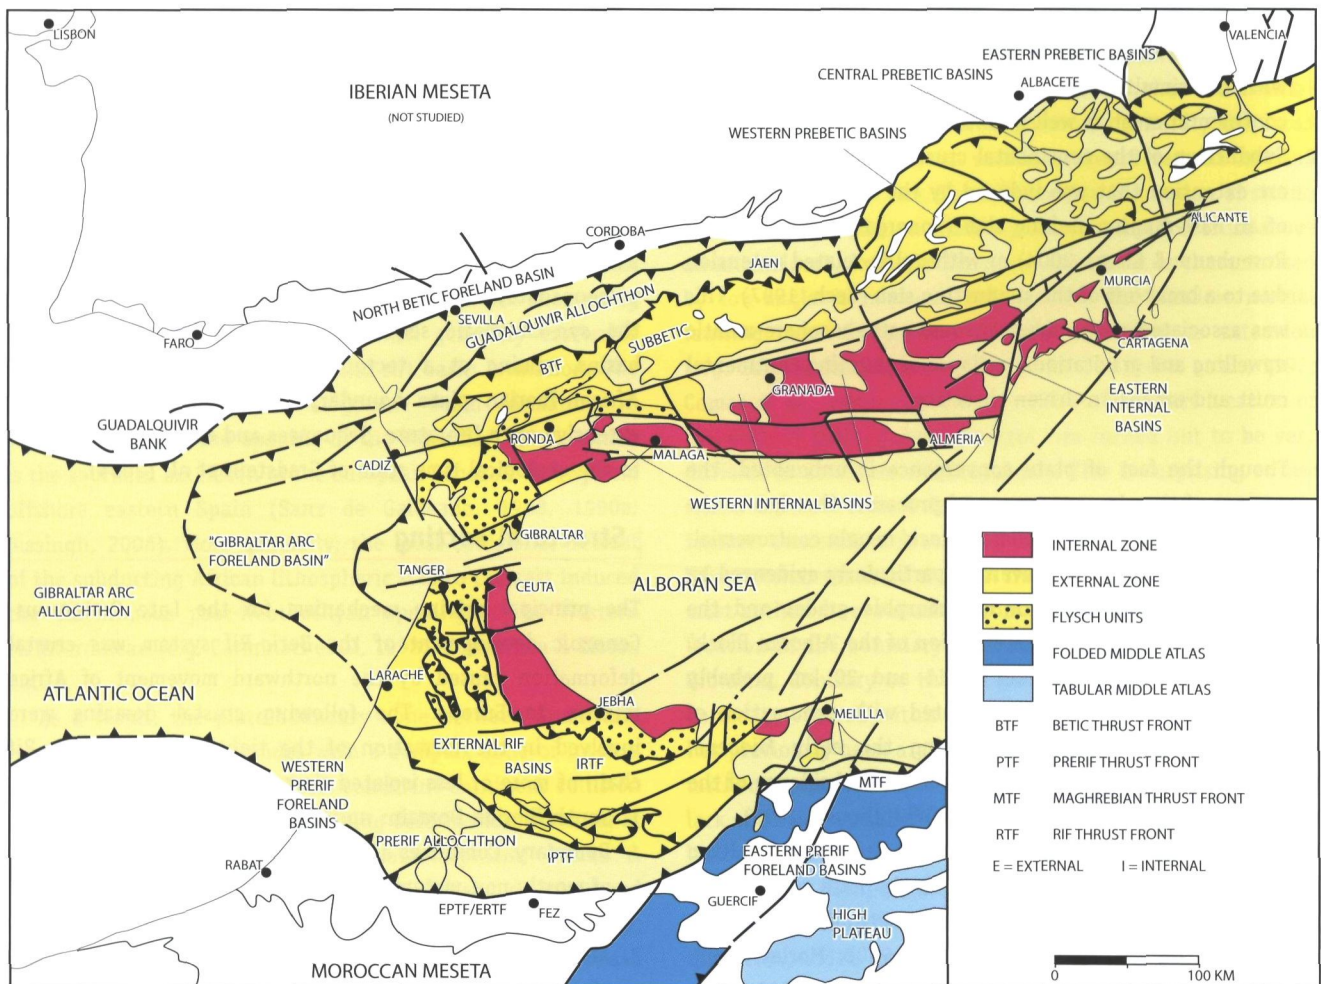 LISBON
VALENCIA
EASTERN PREBETIC BASINS
CENTRAL PREBETIC BASINS
ALBACETE
IBERIAN MESETA
(NOT STUDIED)
WESTERN PREBETIC BASINS
ALICANTE
CORDOBA
JAEN
MURCIA
NORTH BETIC FORELAND BASIN
SEVILLA
GUADALQUIVIR ALLOCHTHON
FARO
SUBBETIC
CARTAGENA
BTF
GRANADA
EASTERN
INTERNAL
BASINS
GUADALQUIVIR
BANK
RONDA
MALAGA
ALMERIA
CADIZ
WESTERN INTERNAL BASINS
GIBRALTAR
"GIBRALTAR ARC
FORELAND BASIN"
TANGER
CEUTA
ALBORAN SEA
GIBRALTAR ARC
ALLOCHTHON
LARACHE
ATLANTIC OCEAN
JEBHA
MELILLA
EXTERNAL RIF
BASINS
IRTF
MTF
WESTERN
PRERIF
FORELAND
BASINS
PRERIF ALLOCHTHON
IPTF
EASTERN PRERIF
FORELAND BASINS
RABAT
GUERCIF
EPTF/ERTF
FEZ
HIGH
PLATEAU
MOROCCAN MESETA
INTERNAL ZONE
EXTERNAL ZONE
FLYSCH UNITS
FOLDED MIDDLE ATLAS
TABULAR MIDDLE ATLAS
BTF BETIC THRUST FRONT
PTF PRERIF THRUST FRONT
MTF MAGHREBIAN THRUST FRONT
RTF RIF THRUST FRONT
E = EXTERNAL I = INTERNAL
0 100 KM